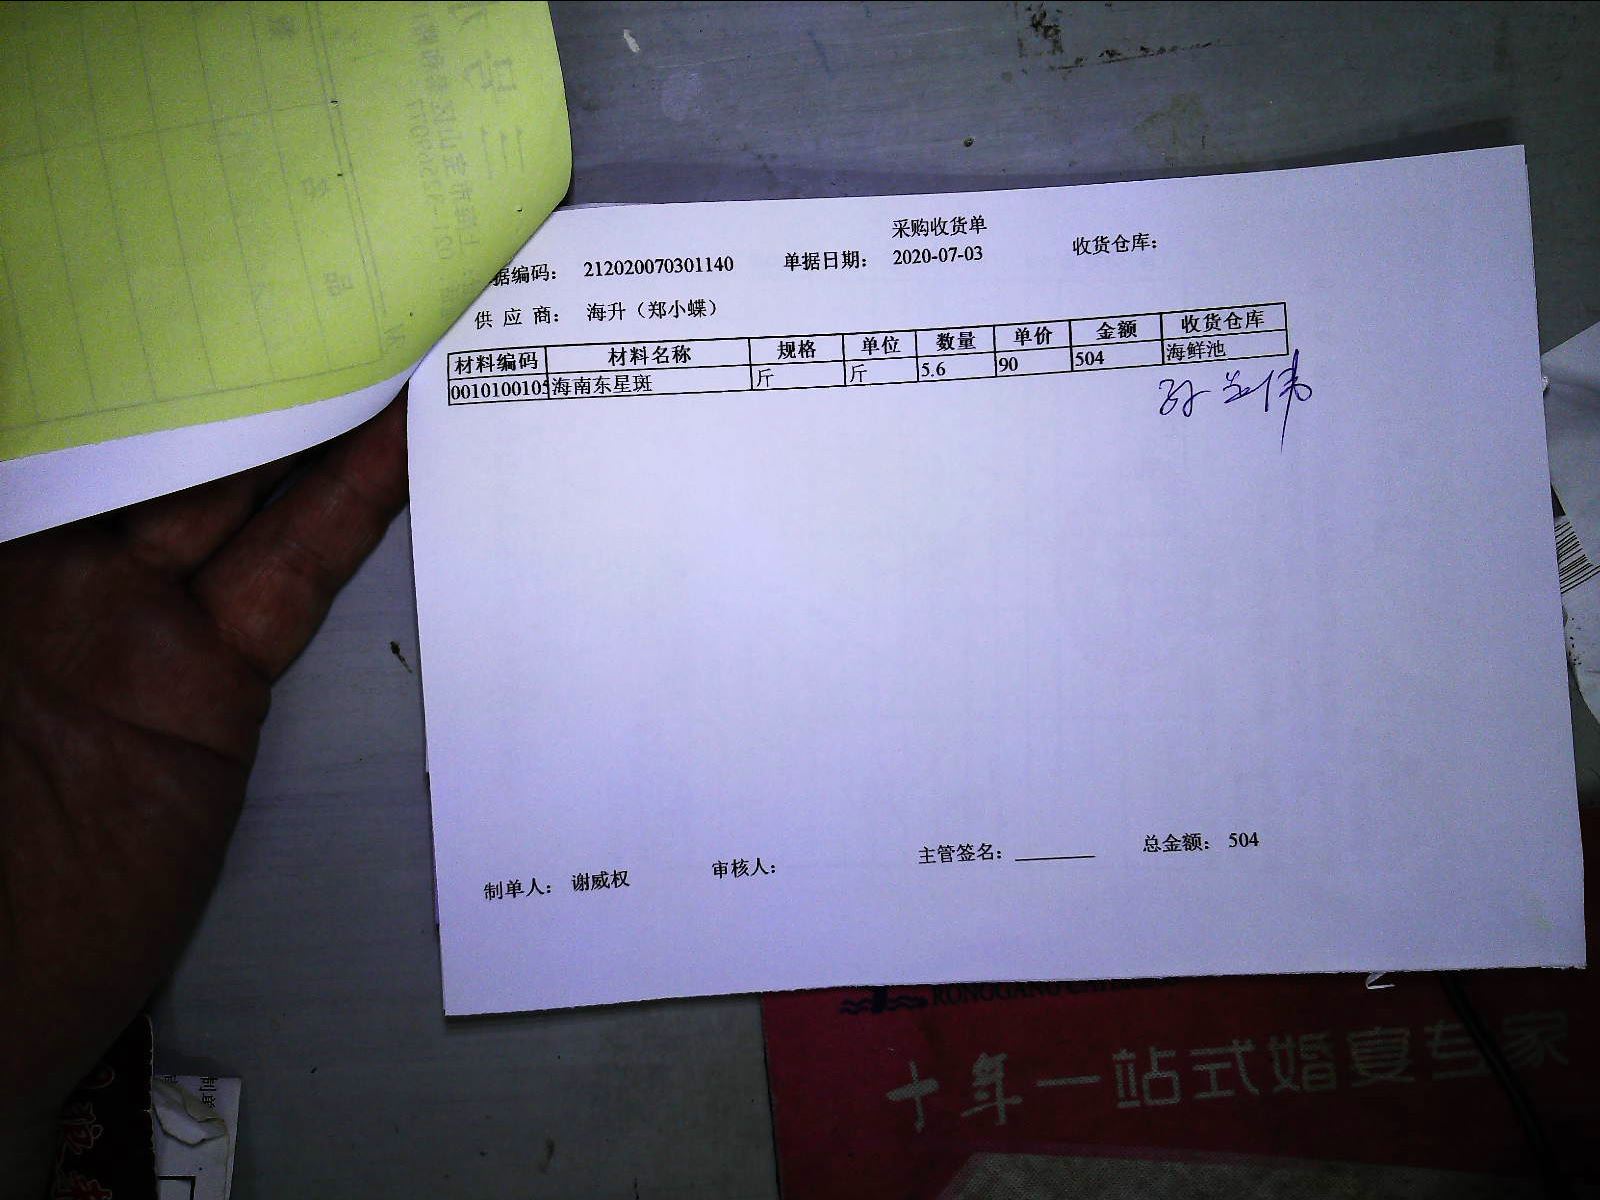 采购收货单
据编码： 212020070301140 单据日期： 2020-07-03 收货仓库：
供 应 商： 海升（郑小蝶）
材料编码 材料名称 规格 单位 数量 单价 金额 收货仓库
0010100105 海南东星斑 斤 斤 5.6 90 504 海鲜池
制单人： 谢威权 审核人： 主管签名：________ 总金额： 504
十年一站式婚宴专家